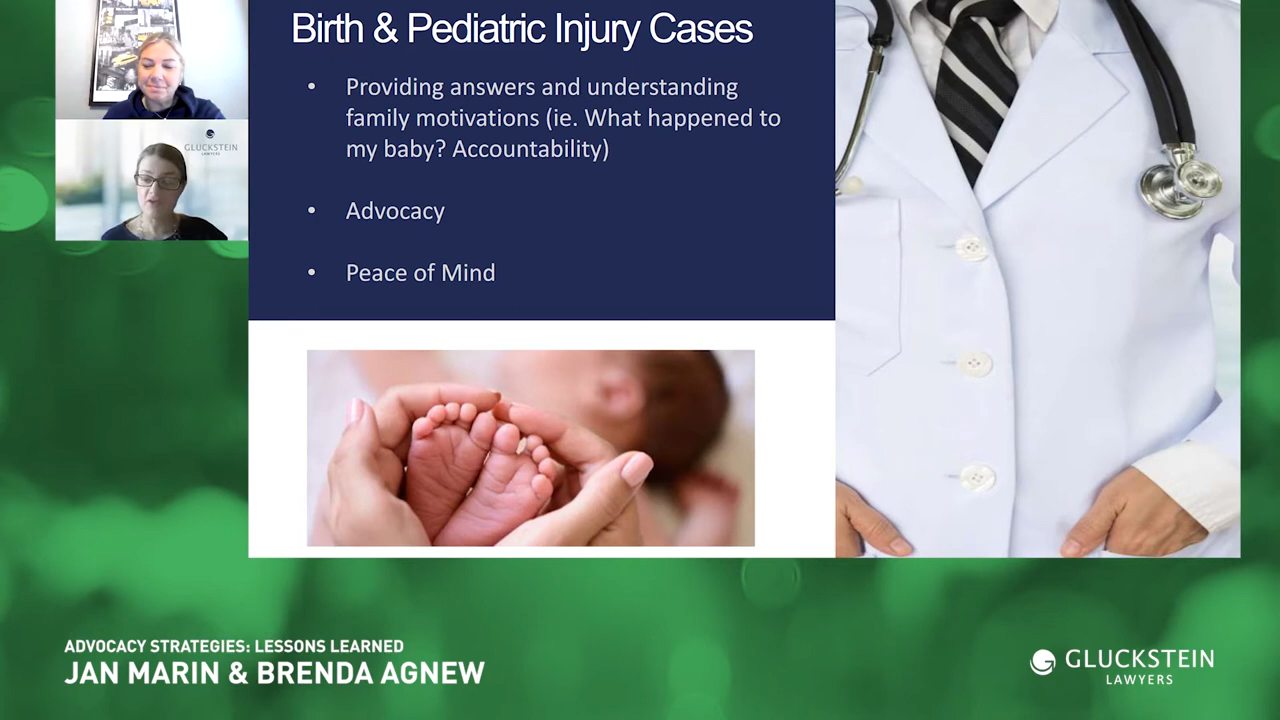 Birth & Pediatric Injury Cases
• Providing answers and understanding
family motivations (ie. What happened to
my baby? Accountability)
• Advocacy
• Peace of Mind
GLUCKSTEIN
LAWYERS
ADVOCACY STRATEGIES: LESSONS LEARNED
JAN MARIN & BRENDA AGNEW
GLUCKSTEIN
LAWYERS